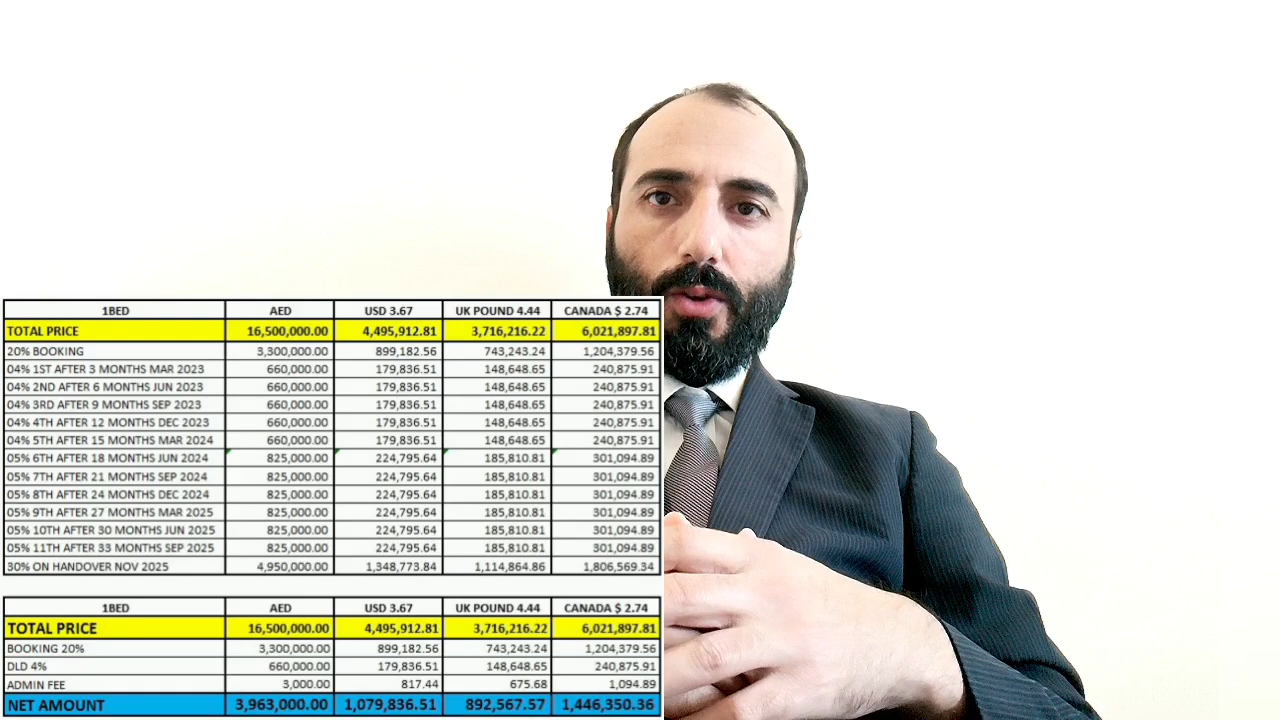 1BED AED USD 3.67 UK POUND 4.44 CANADA $ 2.74
TOTAL PRICE 16,500,000.00 4,495,912.81 3,716,216.22 6,021,897.81
20% BOOKING 3,300,000.00 899,182.56 743,243.24 1,204,379.56
04% 1ST AFTER 3 MONTHS MAR 2023 660,000.00 179,836.51 148,648.65 240,875.91
04% 2ND AFTER 6 MONTHS JUN 2023 660,000.00 179,836.51 148,648.65 240,875.91
04% 3RD AFTER 9 MONTHS SEP 2023 660,000.00 179,836.51 148,648.65 240,875.91
04% 4TH AFTER 12 MONTHS DEC 2023 660,000.00 179,836.51 148,648.65 240,875.91
04% 5TH AFTER 15 MONTHS MAR 2024 660,000.00 179,836.51 148,648.65 240,875.91
05% 6TH AFTER 18 MONTHS JUN 2024 825,000.00 224,795.64 185,810.81 301,094.89
05% 7TH AFTER 21 MONTHS SEP 2024 825,000.00 224,795.64 185,810.81 301,094.89
05% 8TH AFTER 24 MONTHS DEC 2024 825,000.00 224,795.64 185,810.81 301,094.89
05% 9TH AFTER 27 MONTHS MAR 2025 825,000.00 224,795.64 185,810.81 301,094.89
05% 10TH AFTER 30 MONTHS JUN 2025 825,000.00 224,795.64 185,810.81 301,094.89
05% 11TH AFTER 33 MONTHS SEP 2025 825,000.00 224,795.64 185,810.81 301,094.89
30% ON HANDOVER NOV 2025 4,950,000.00 1,348,773.84 1,114,864.86 1,806,569.34
1BED AED USD 3.67 UK POUND 4.44 CANADA $ 2.74
TOTAL PRICE 16,500,000.00 4,495,912.81 3,716,216.22 6,021,897.81
BOOKING 20% 3,300,000.00 899,182.56 743,243.24 1,204,379.56
DLD 4% 660,000.00 179,836.51 148,648.65 240,875.91
ADMIN FEE 3,000.00 817.44 675.68 1,094.89
NET AMOUNT 3,963,000.00 1,079,836.51 892,567.57 1,446,350.36